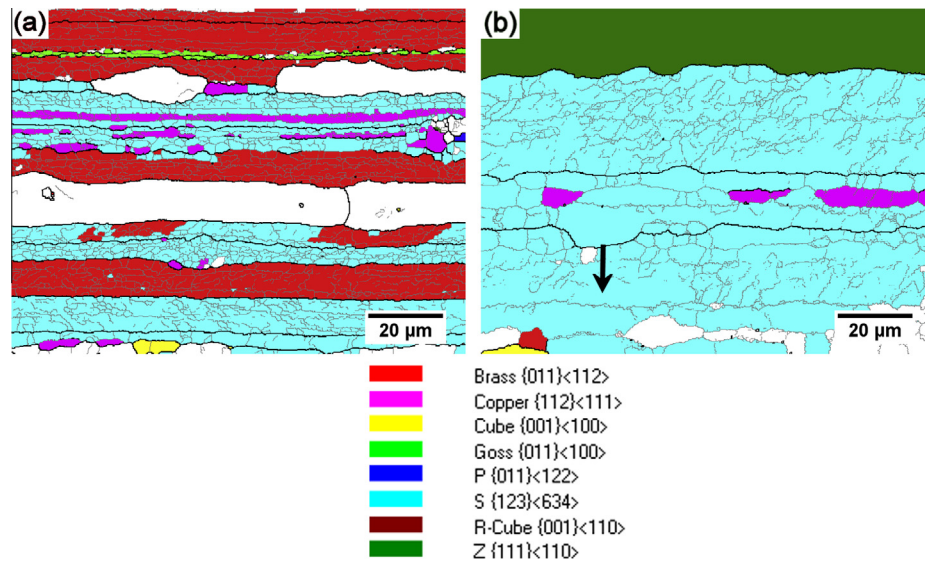 (a)
(b)
20 µm
20 µm
Brass {011}<112>
Copper {112}<111>
Cube {001}<100>
Goss {011}<100>
P {011}<122>
S {123}<634>
R-Cube {001}<110>
Z {111}<110>